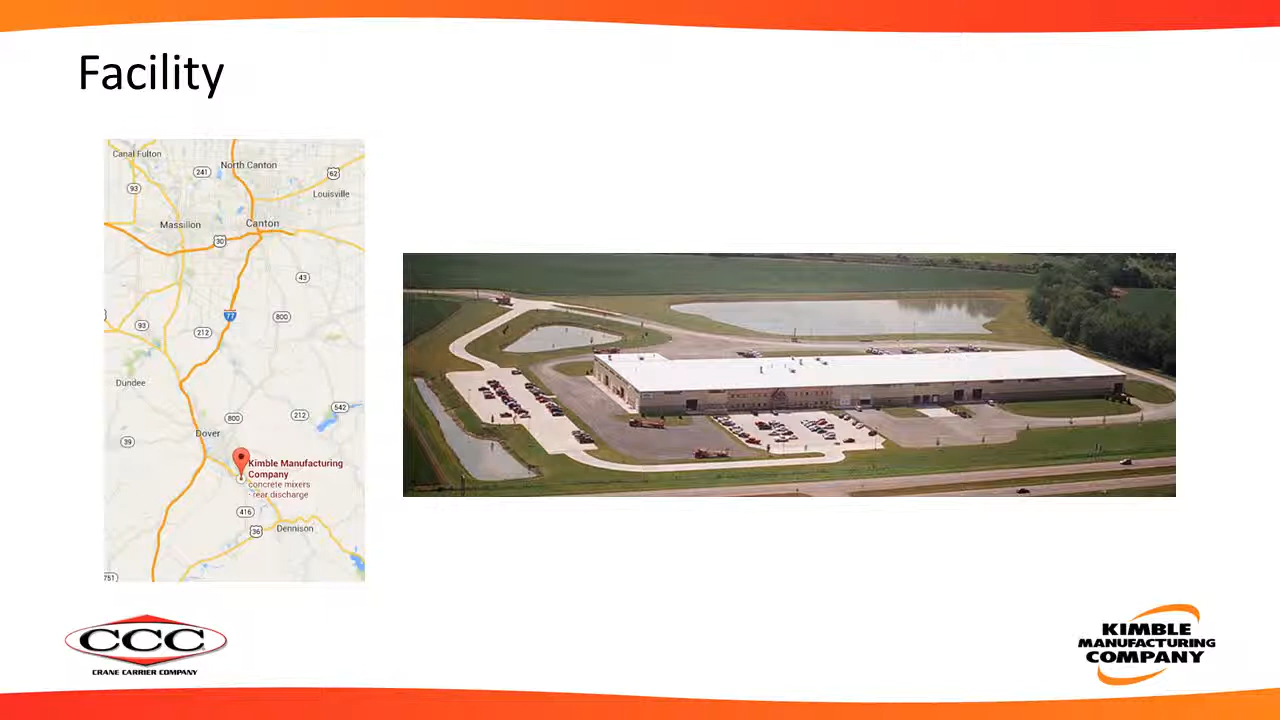 Facility
Canal Fulton
North Canton
241
62
93
Louisville
Massillon
Canton
30
43
77
800
93
212
Dundee
542
212
800
Dover
39
Kimble Manufacturing
Company
concrete mixers
- rear discharge
416
Dennison
36
751
CCC
CRANE CARRIER COMPANY
KIMBLE
MANUFACTURING
COMPANY